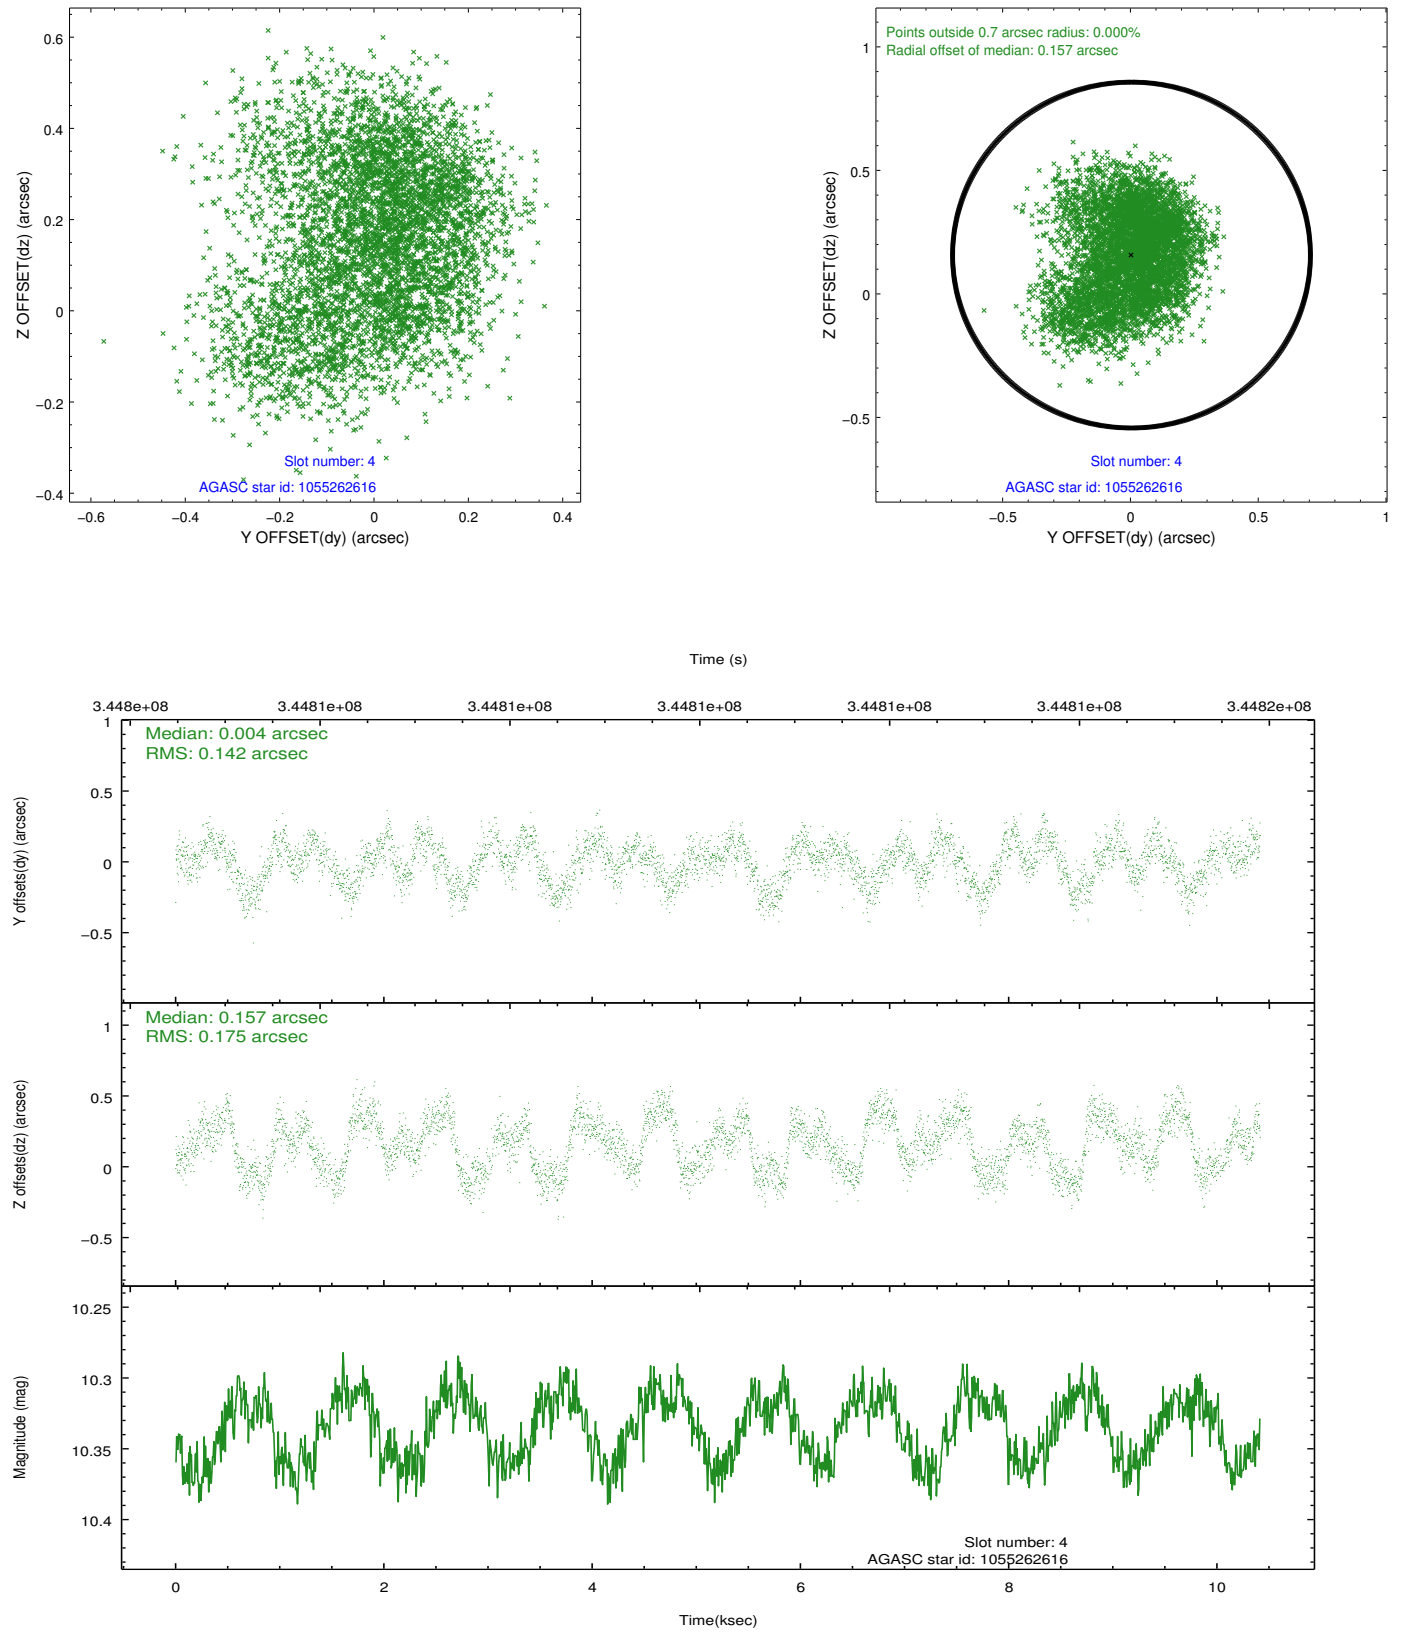 0.6
0.4
0.2
0
−0.2
−0.4
Z OFFSET(dz) (arcsec)
Slot number: 4
AGASC star id: 1055262616
−0.6 −0.4 −0.2 0 0.2 0.4
Y OFFSET(dy) (arcsec)
Points outside 0.7 arcsec radius: 0.000%
Radial offset of median: 0.157 arcsec
1
0.5
0
−0.5
Z OFFSET(dz) (arcsec)
Slot number: 4
AGASC star id: 1055262616
−0.5 0 0.5 1
Y OFFSET(dy) (arcsec)
Time (s)
3.448e+08 3.4481e+08 3.4481e+08 3.4481e+08 3.4481e+08 3.4481e+08 3.4482e+08
Median: 0.004 arcsec
RMS: 0.142 arcsec
1
0.5
0
−0.5
Y offsets(dy) (arcsec)
Median: 0.157 arcsec
RMS: 0.175 arcsec
1
0.5
0
−0.5
Z offsets(dz) (arcsec)
10.25
10.3
10.35
10.4
Magnitude (mag)
Slot number: 4
AGASC star id: 1055262616
0 2 4 6 8 10
Time(ksec)